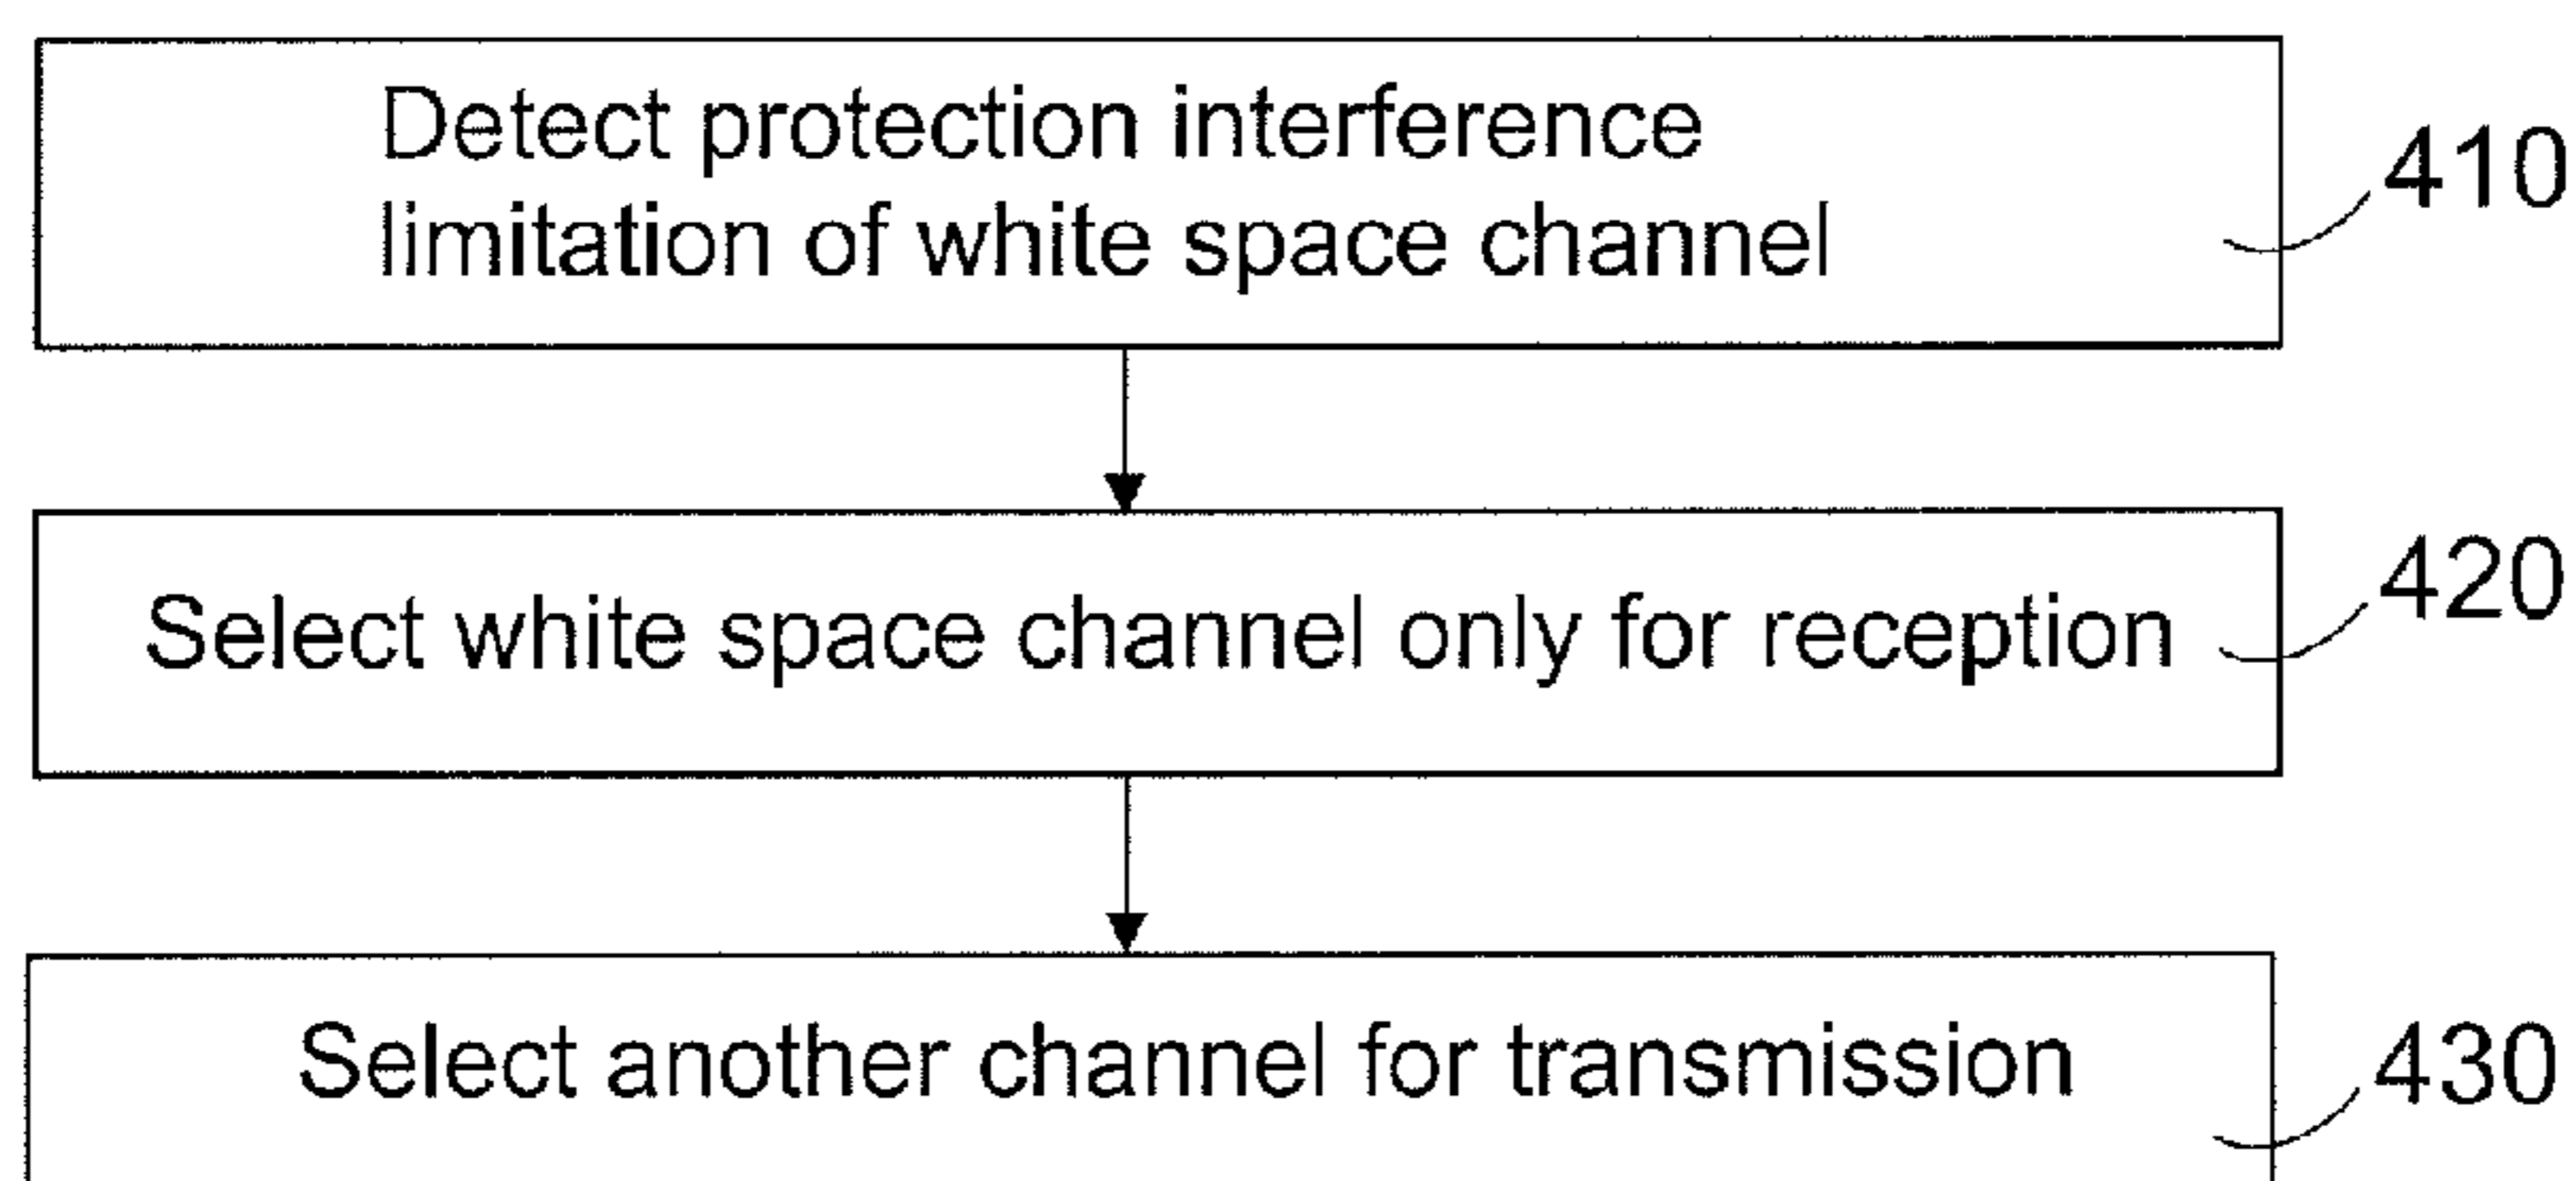 Detect protection interference
limitation of white space channel
410
Select white space channel only for reception
420
Select another channel for transmission
430